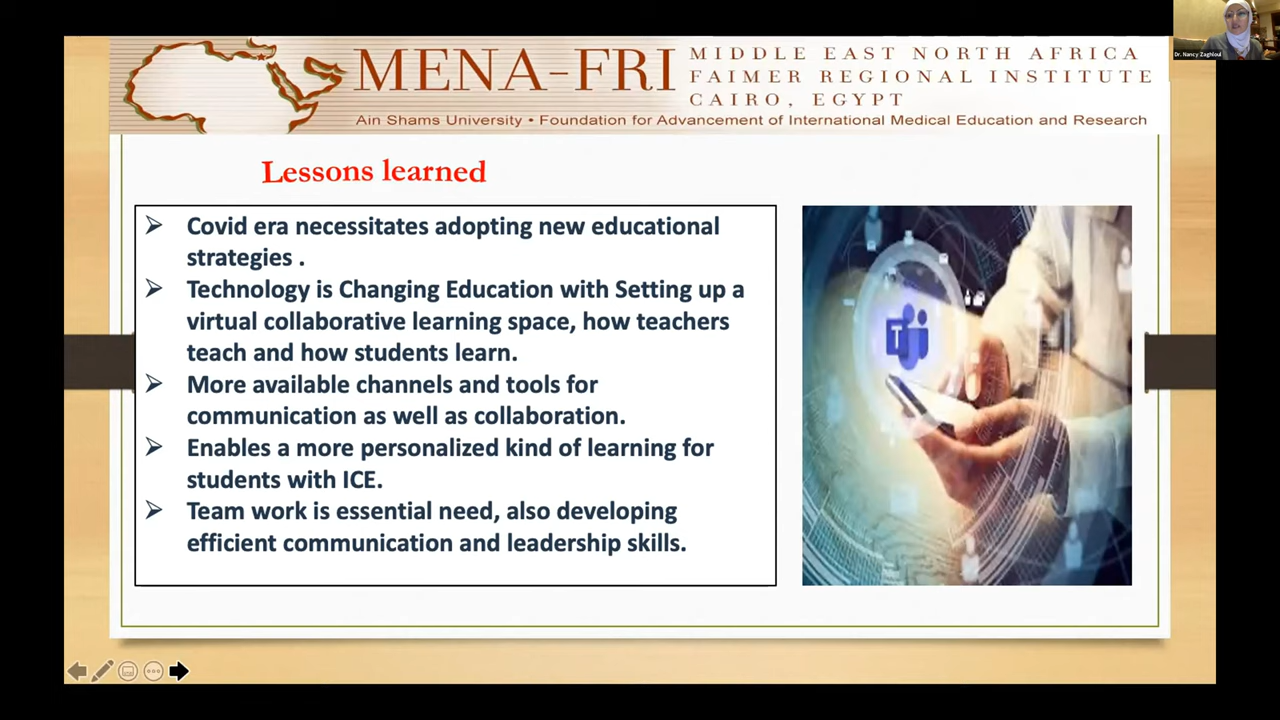 Dr. Nancy Zaghloul
MENA-FRI
MIDDLE EAST NORTH AFRICA
FAIMER REGIONAL INSTITUTE
CAIRO, EGYPT
Ain Shams University • Foundation for Advancement of International Medical Education and Research
Lessons learned
➢ Covid era necessitates adopting new educational
strategies .
➢ Technology is Changing Education with Setting up a
virtual collaborative learning space, how teachers
teach and how students learn.
➢ More available channels and tools for
communication as well as collaboration.
➢ Enables a more personalized kind of learning for
students with ICE.
➢ Team work is essential need, also developing
efficient communication and leadership skills.
T